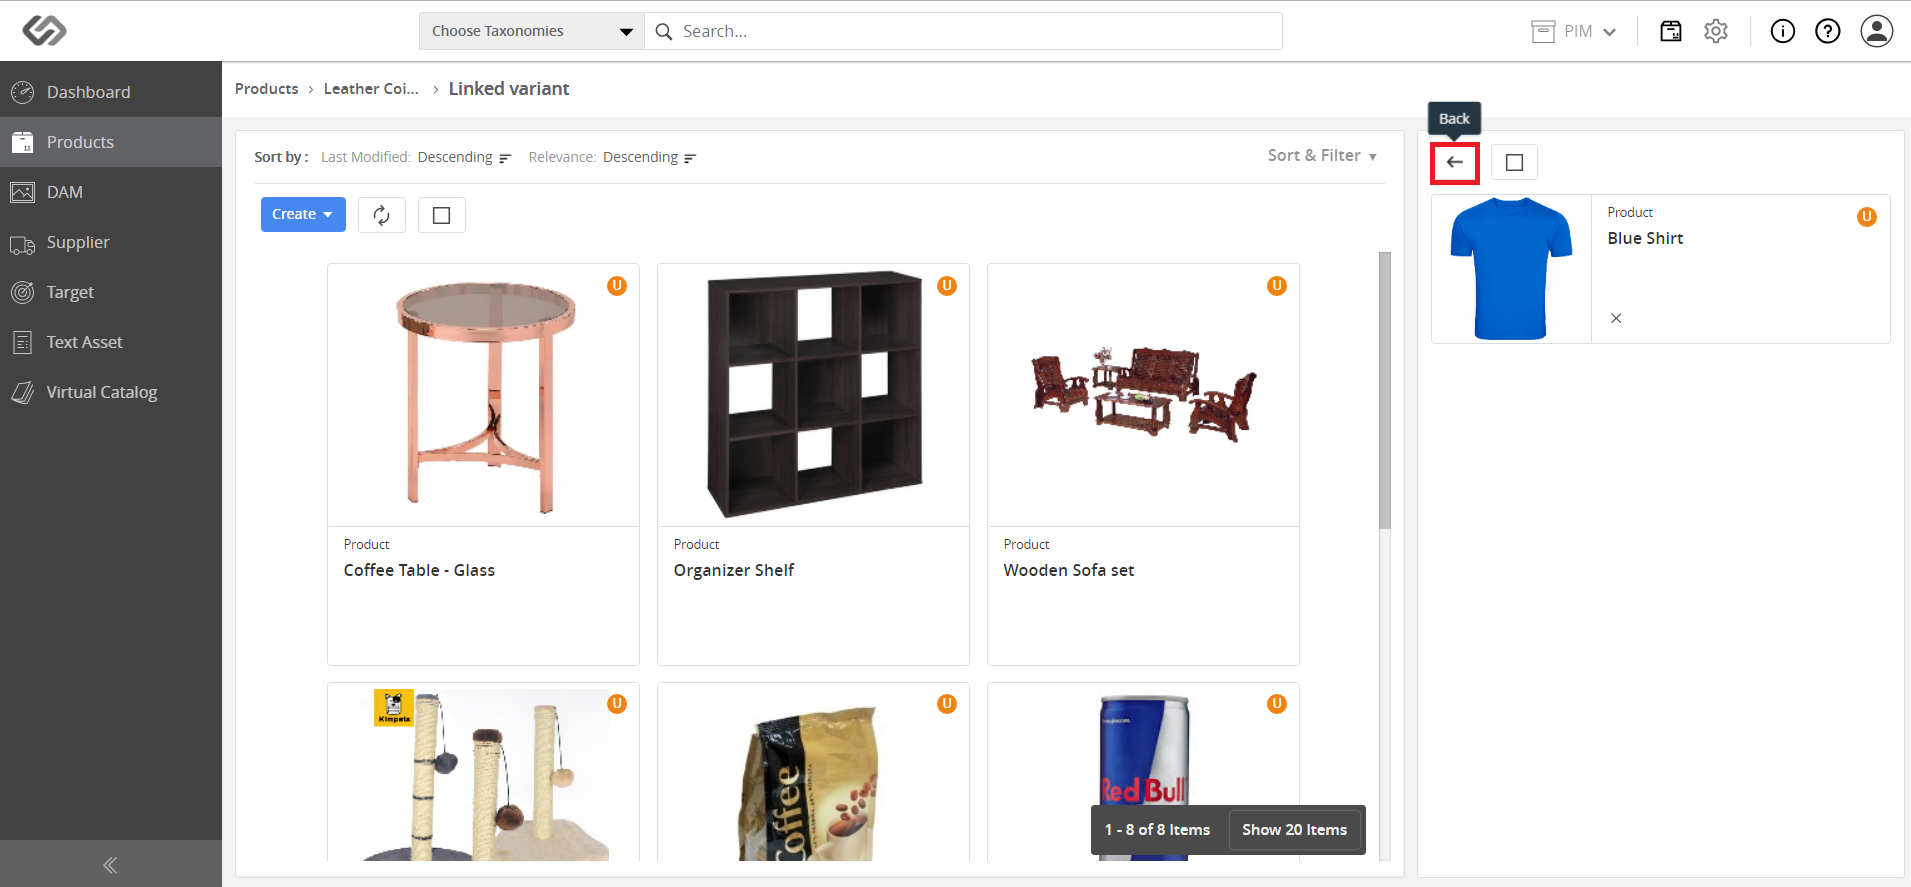 Choose Taxonomies
Search...
PIM
Dashboard
Products
DAM
Supplier
Target
Text Asset
Virtual Catalog
Products › Leather Coi... › Linked variant
Sort by : Last Modified: Descending Relevance: Descending
Sort & Filter
Create
Back
Product
Blue Shirt
U
U
U
U
Product
Coffee Table - Glass
Product
Organizer Shelf
Product
Wooden Sofa set
Kimpets
U
U
U
Coffee
Red Bull
1 - 8 of 8 Items
Show 20 Items